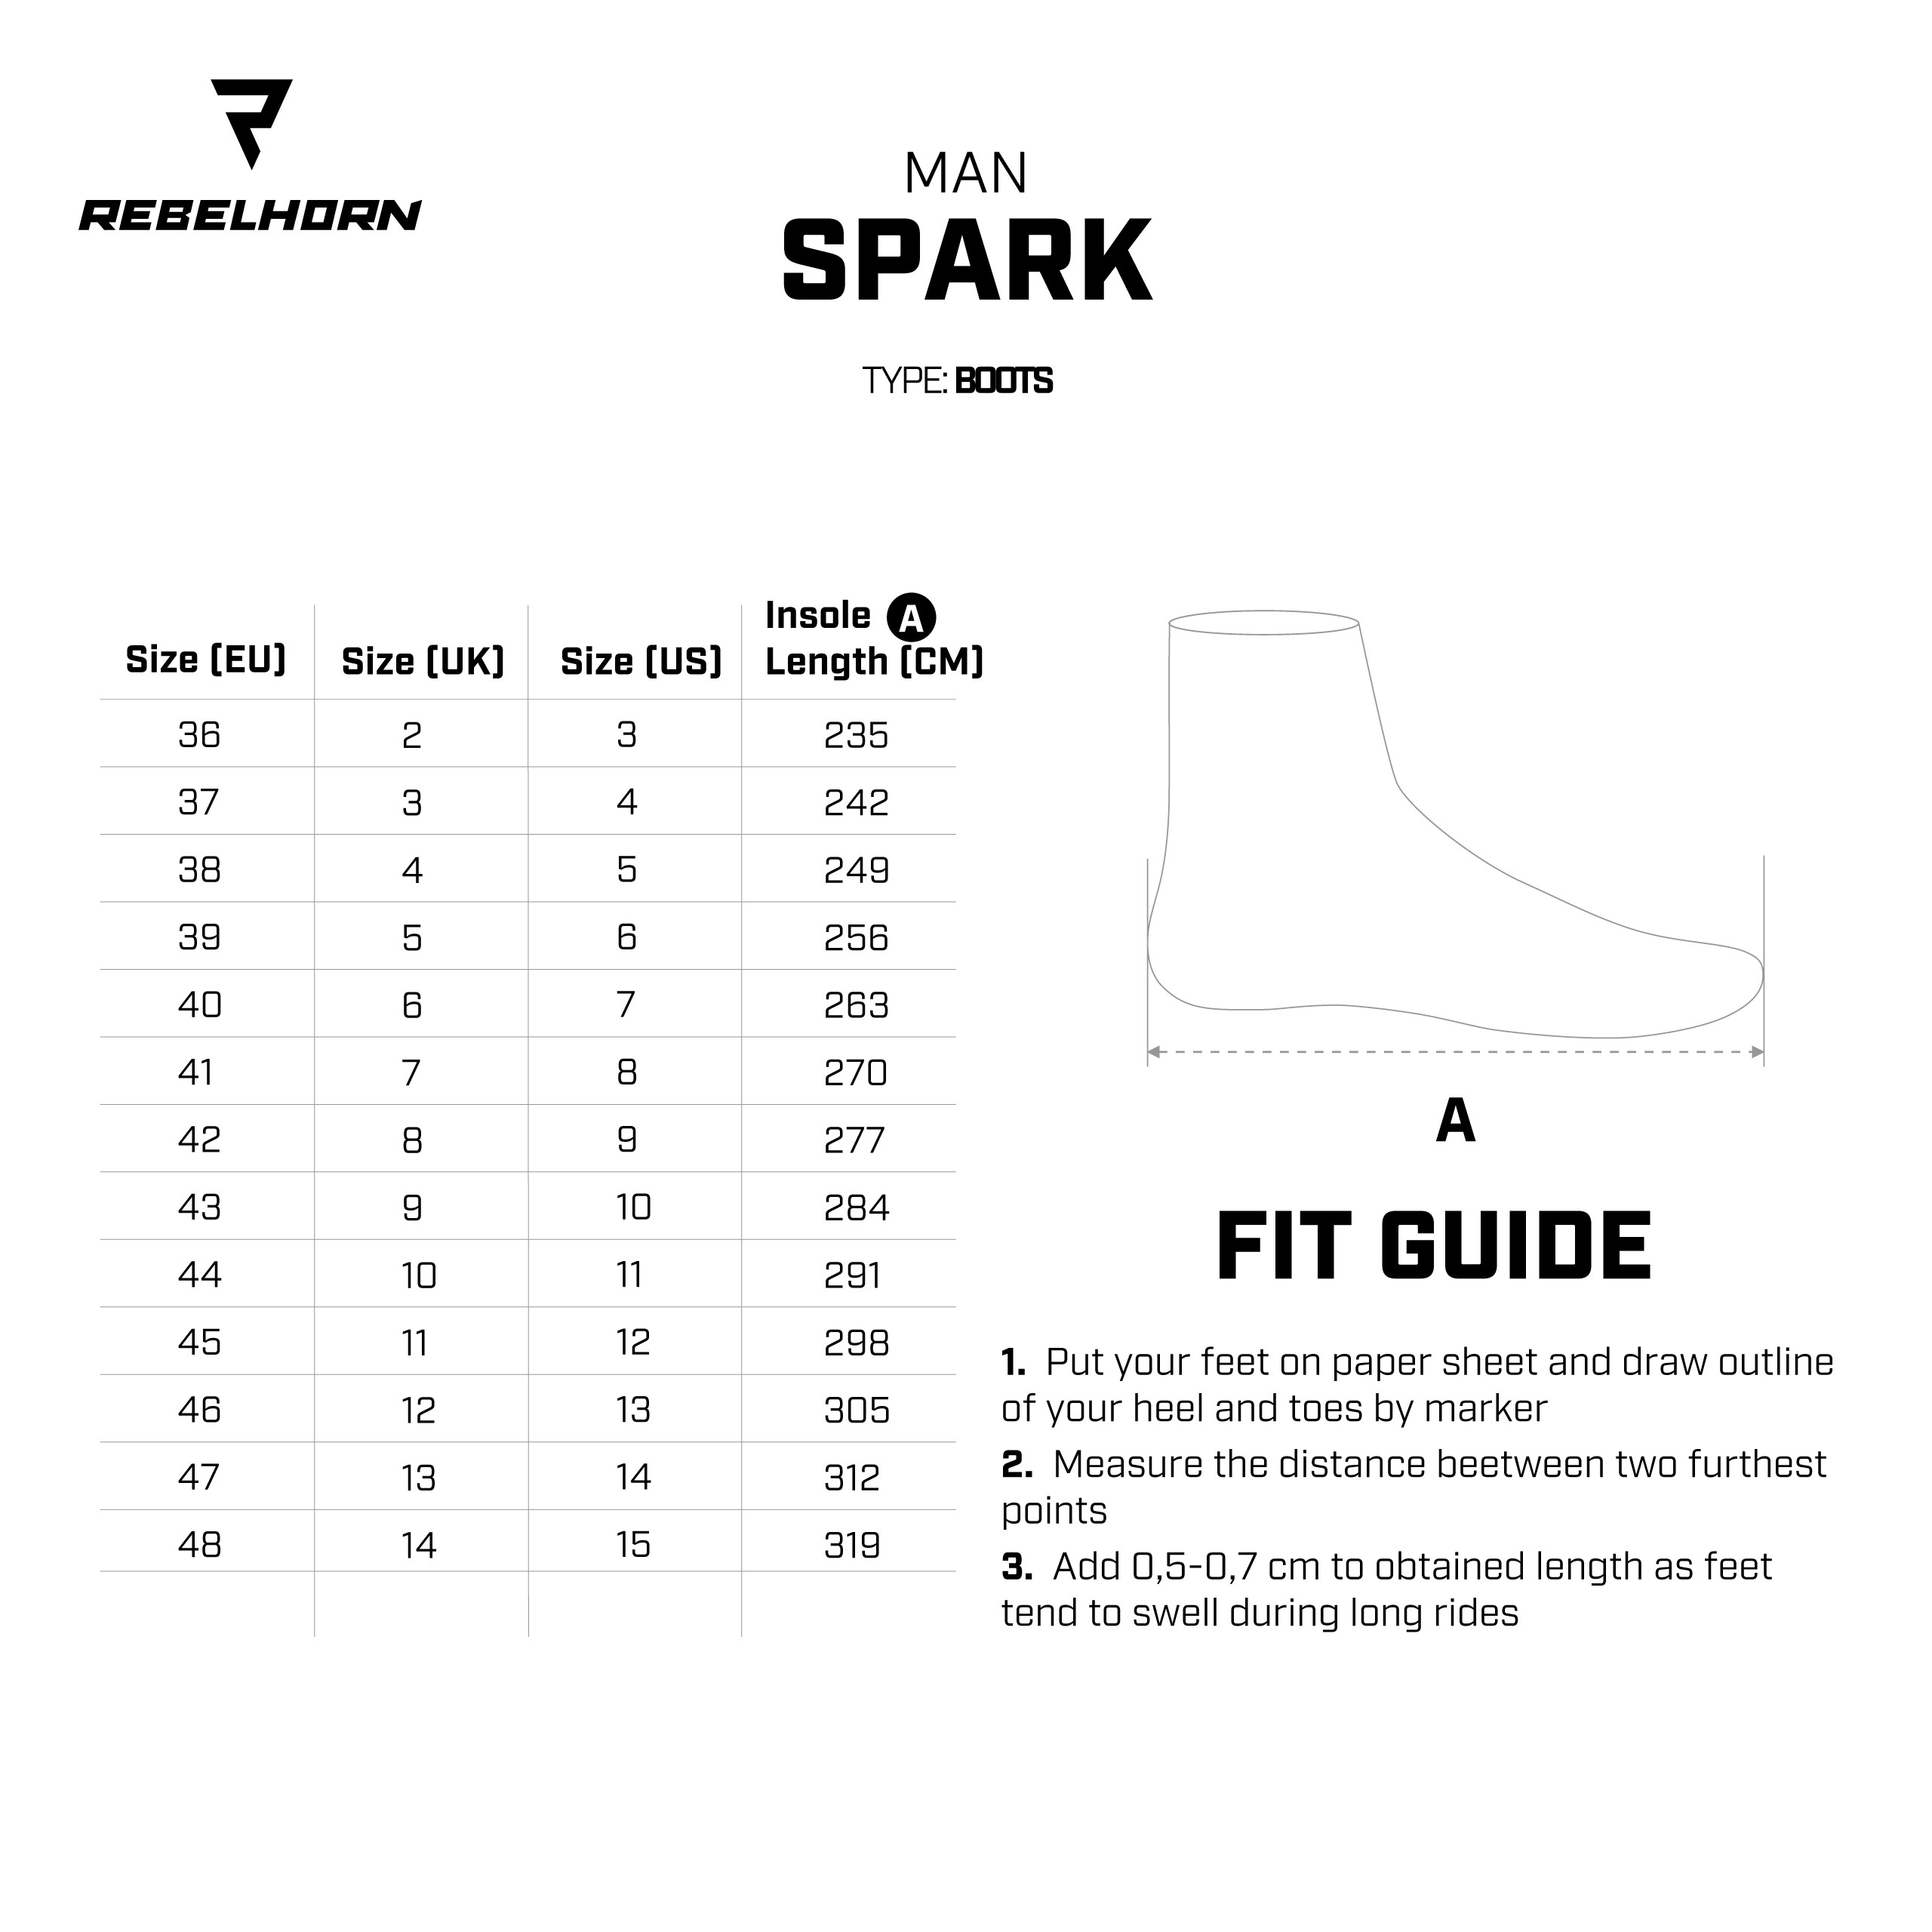 REBELHORN
MAN
SPARK
TYPE: BOOTS
Size (EU) Size (UK) Size (US) Insole A Length (CM)
36 2 3 235
37 3 4 242
38 4 5 249
39 5 6 256
40 6 7 263
41 7 8 270
42 8 9 277
43 9 10 284
44 10 11 291
45 11 12 298
46 12 13 305
47 13 14 312
48 14 15 319
A
FIT GUIDE
1. Put your feet on paper sheet and draw outline
of your heel and toes by marker
2. Measure the distance beetween two furthest
points
3. Add 0,5-0,7 cm to obtained length as feet
tend to swell during long rides